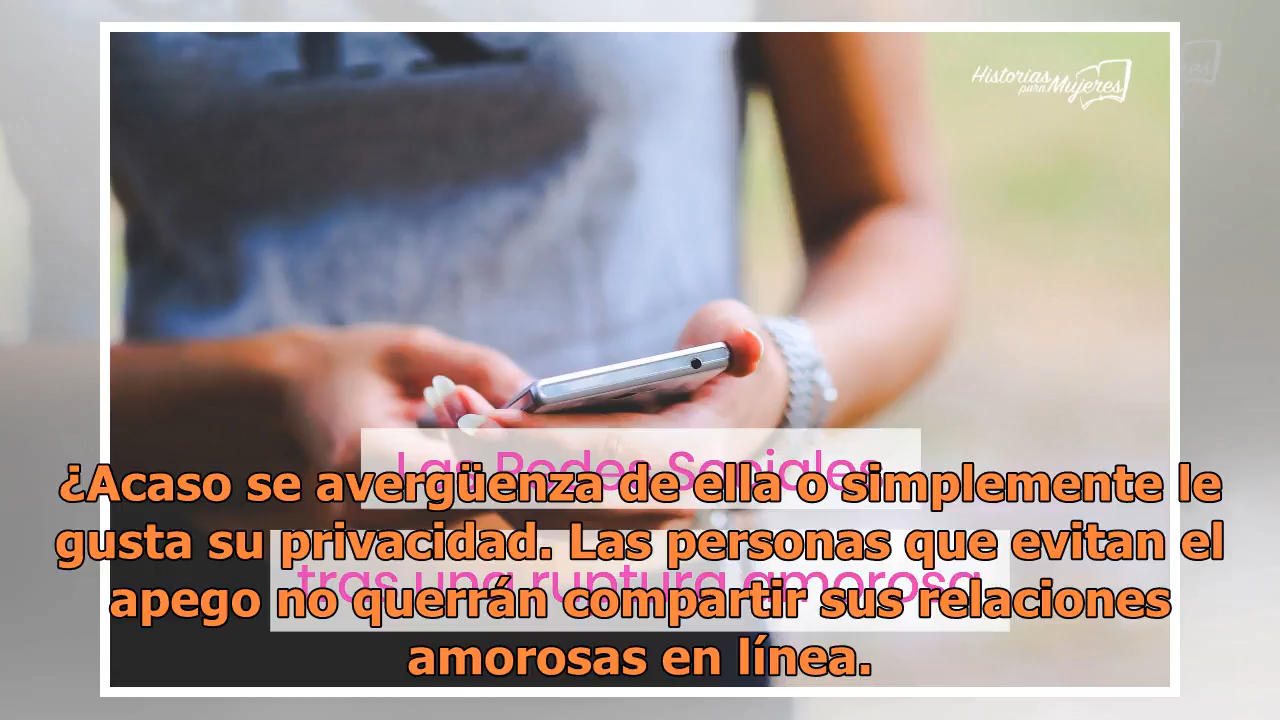 Historias
para Mujeres
Las Redes Sociales
¿Acaso se avergüenza de ella o simplemente le
gusta su privacidad. Las personas que evitan el
tras una ruptura amorosa
apego no querrán compartir sus relaciones
amorosas en línea.